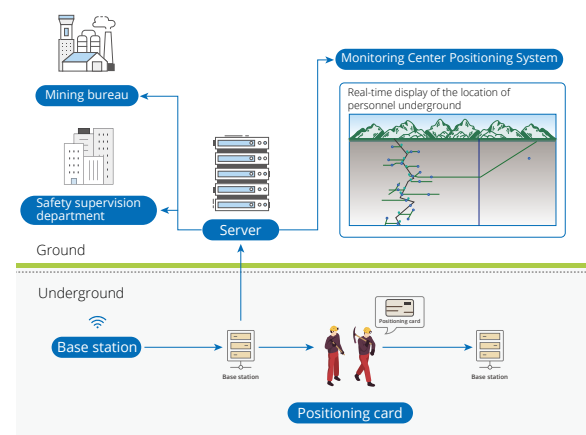 Monitoring Center Positioning System
Mining bureau
Real-time display of the location of
personnel underground
Safety supervision
department
Server
Ground
Underground
Positioning card
Base station
Base station
Base station
Positioning card